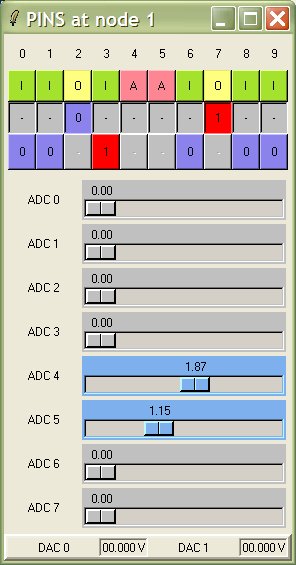 PINS at node 1
0 1 2 3 4 5 6 7 8 9
I I O I A A I O I I
- - 0 - - - - 1 - -
0 0 - 1 - - 0 - 0 0
0.00
ADC 0
0.00
ADC 1
0.00
ADC 2
0.00
ADC 3
1.87
ADC 4
1.15
ADC 5
0.00
ADC 6
0.00
ADC 7
DAC 0 00.000 V DAC 1 00.000 V